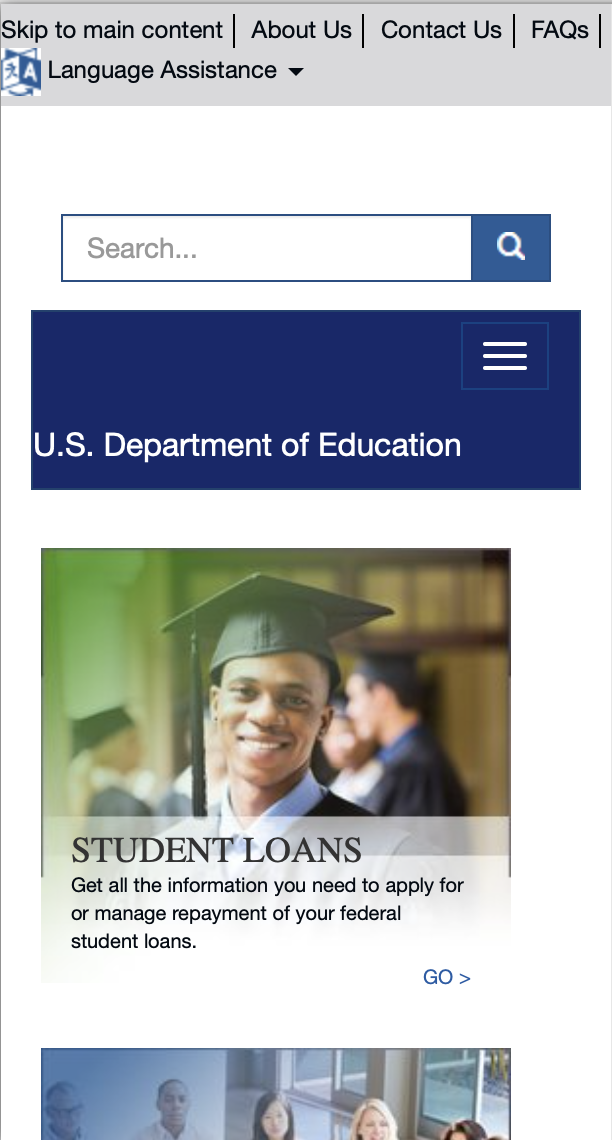 Skip to main content | About Us | Contact Us | FAQs |
A Language Assistance
Search...
U.S. Department of Education
STUDENT LOANS
Get all the information you need to apply for
or manage repayment of your federal
student loans.
GO >